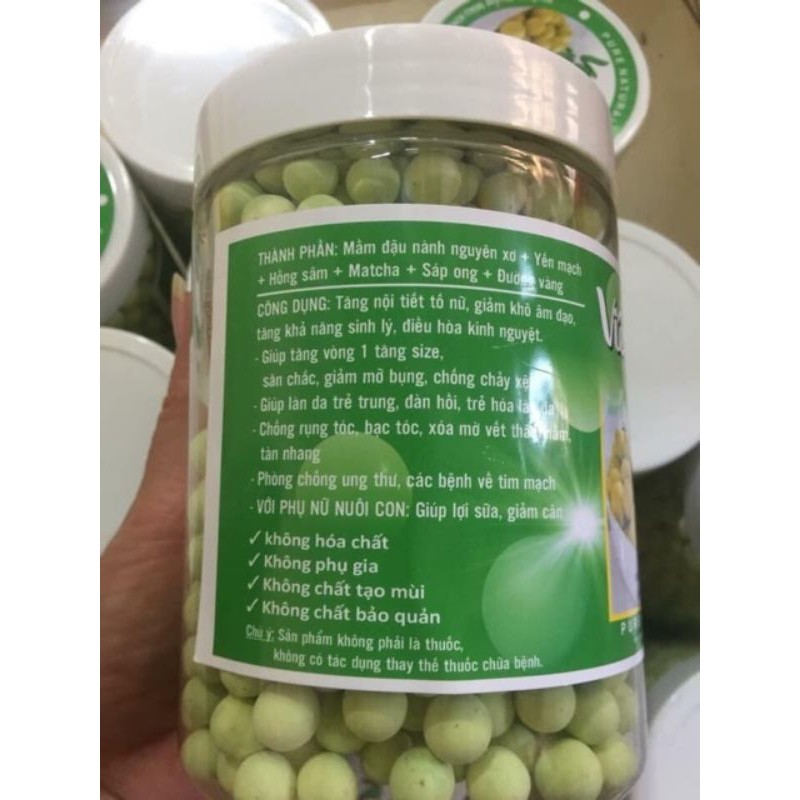 THÀNH PHẦN: Mầm đậu nành nguyên xơ + Yến mạch
+ Hồng sâm + Matcha + Sáp ong + Đường vàng
CÔNG DỤNG: Tăng nội tiết tố nữ, giảm khô âm đạo,
tăng khả năng sinh lý, điều hòa kinh nguyệt.
- Giúp tăng vòng 1 tăng size,
săn chắc, giảm mỡ bụng, chống chảy xệ
- Giúp làn da trẻ trung, đàn hồi, trẻ hóa làn da
- Chống rụng tóc, bạc tóc, xóa mờ vết thâm nám,
tàn nhang
- Phòng chống ung thư, các bệnh về tim mạch
- VỚI PHỤ NỮ NUÔI CON: Giúp lợi sữa, giảm cân
✓ không hóa chất
✓ Không phụ gia
✓ Không chất tạo mùi
✓ Không chất bảo quản
Chú ý: Sản phẩm không phải là thuốc,
không có tác dụng thay thế thuốc chữa bệnh.
PURE NATURA